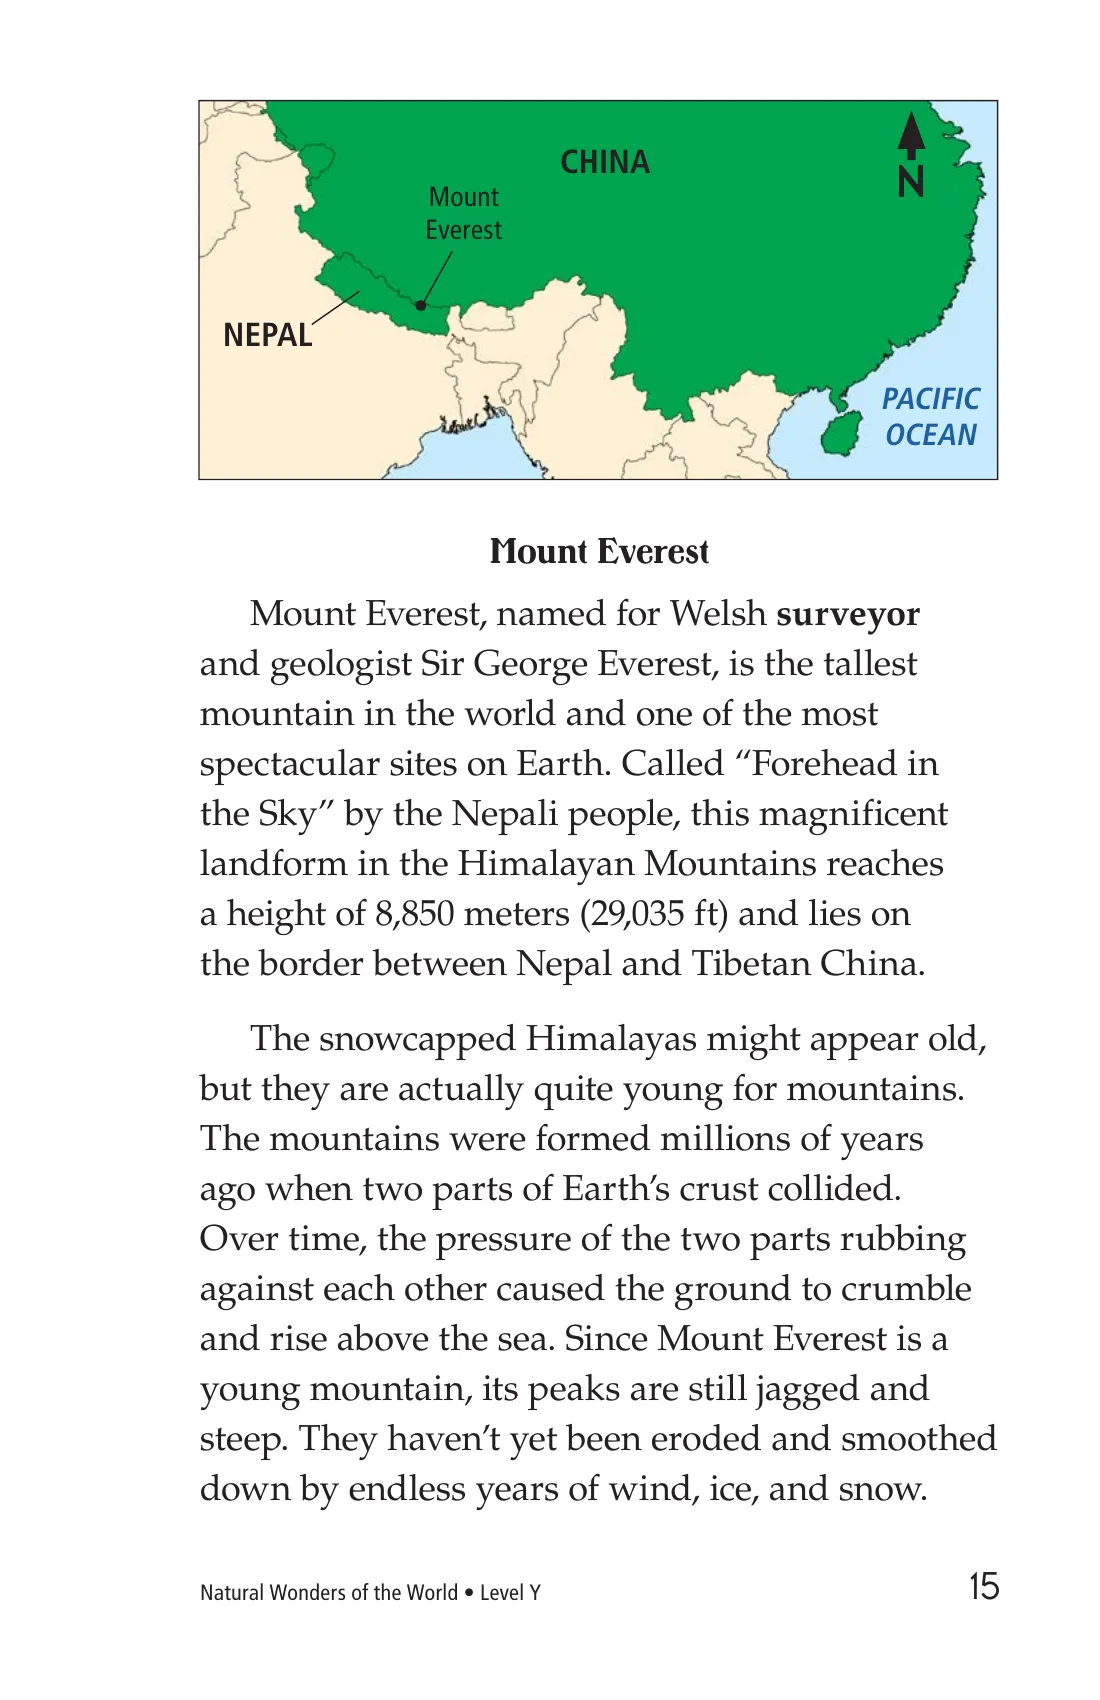 CHINA
N
Mount
Everest
NEPAL
PACIFIC
OCEAN
Mount Everest
Mount Everest, named for Welsh surveyor
and geologist Sir George Everest, is the tallest
mountain in the world and one of the most
spectacular sites on Earth. Called “Forehead in
the Sky” by the Nepali people, this magnificent
landform in the Himalayan Mountains reaches
a height of 8,850 meters (29,035 ft) and lies on
the border between Nepal and Tibetan China.
The snowcapped Himalayas might appear old,
but they are actually quite young for mountains.
The mountains were formed millions of years
ago when two parts of Earth’s crust collided.
Over time, the pressure of the two parts rubbing
against each other caused the ground to crumble
and rise above the sea. Since Mount Everest is a
young mountain, its peaks are still jagged and
steep. They haven’t yet been eroded and smoothed
down by endless years of wind, ice, and snow.
Natural Wonders of the World • Level Y
15